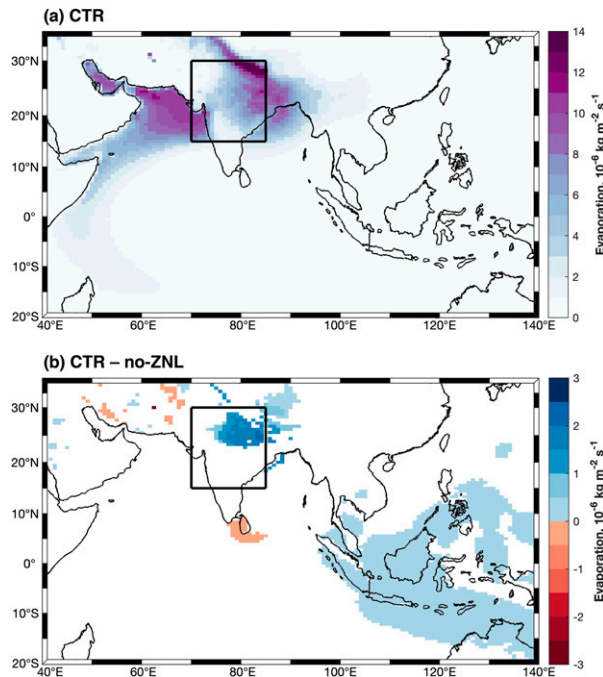 (a) CTR
30°N
20°N
10°N
0°
10°S
20°S
40°E
60°E
80°E
100°E
120°E
140°E
14
12
10
8
6
4
2
0
Evaporation, 10⁻⁶ kg m⁻² s⁻¹
(b) CTR – no-ZNL
30°N
20°N
10°N
0°
10°S
20°S
40°E
60°E
80°E
100°E
120°E
140°E
3
2
1
0
-1
-2
-3
Evaporation, 10⁻⁶ kg m⁻² s⁻¹